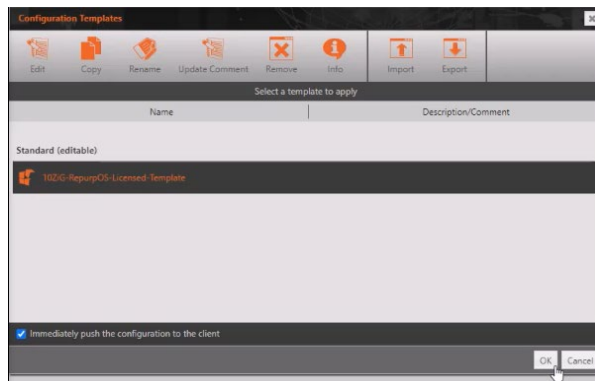 Configuration Templates
Edit Copy Rename Update Comment Remove Info Import Export
Select a template to apply
Name Description/Comment
Standard (editable)
10ZiG-RepurpOS-Licensed-Template
Immediately push the configuration to the client
OK Cancel